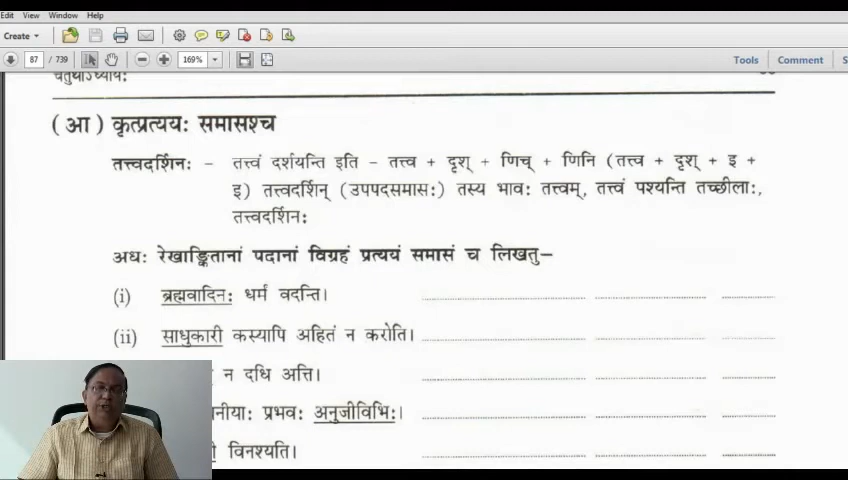 Edit View Window Help
Create
87 / 739 169% Tools Comment S
चतुर्थोऽध्यायः
(आ) कृत्प्रत्ययः समासश्च
तत्त्वदर्शिनः - तत्त्वं दर्शयन्ति इति - तत्त्व + दृश् + णिच् + णिनि (तत्त्व + दृश् + इ +
इ) तत्त्वदर्शिन् (उपपदसमासः) तस्य भावः तत्त्वम्, तत्त्वं पश्यन्ति तच्छीलाः,
तत्त्वदर्शिनः
अधः रेखाङ्कितानां पदानां विग्रहं प्रत्ययं समासं च लिखतु–
(i) ब्रह्मवादिनः धर्मं वदन्ति।
(ii) साधुकारी कस्यापि अहितं न करोति।
न दधि अत्ति।
नीयाः प्रभवः अनुजीविभिः।
विनश्यति।